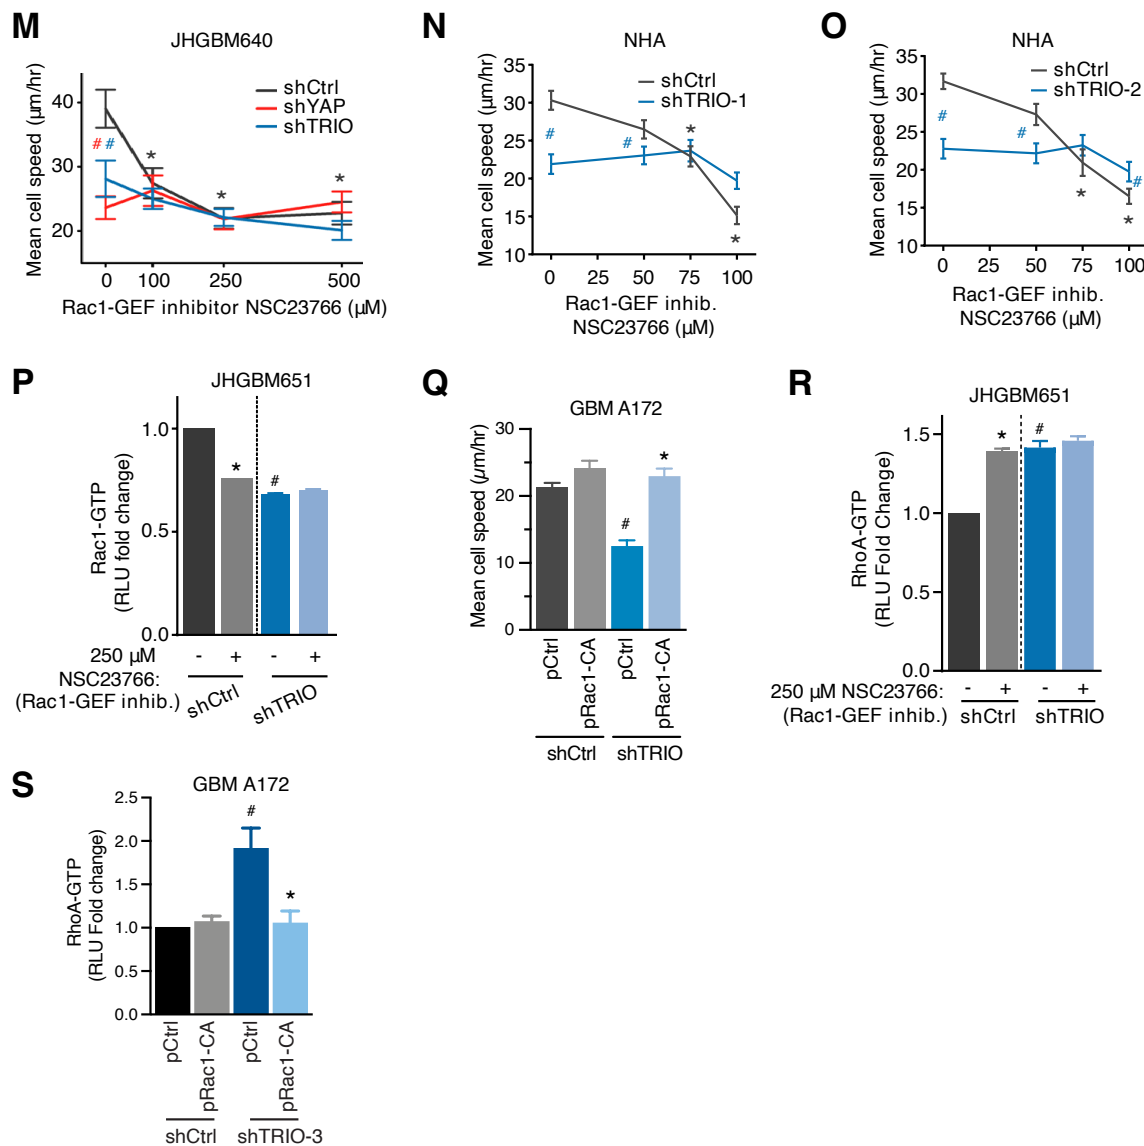 M
JHGBM640
Mean cell speed (µm/hr)
40
30
20
shCtrl
shYAP
shTRIO
# #
*
*
*
0 100 250 500
Rac1-GEF inhibitor NSC23766 (µM)
N
NHA
Mean cell speed (µm/hr)
35
30
25
20
15
10
shCtrl
shTRIO-1
#
#
*
*
0 25 50 75 100
Rac1-GEF inhib.
NSC23766
(µM)
O
NHA
Mean cell speed (µm/hr)
35
30
25
20
15
10
shCtrl
shTRIO-2
#
#
*
#
*
0 25 50 75 100
Rac1-GEF inhib.
NSC23766
(µM)
P
JHGBM651
Rac1-GTP
(RLU fold change)
1.0
0.5
0.0
*
#
250 µM
NSC23766:
(Rac1-GEF inhib.)
- + - +
shCtrl shTRIO
Q
GBM A172
Mean cell speed (µm/hr)
30
20
10
0
#
*
pCtrl
pRac1-CA
pCtrl
pRac1-CA
shCtrl shTRIO
R
JHGBM651
RhoA-GTP
(RLU Fold Change)
1.5
1.0
0.5
0.0
*
#
250 µM NSC23766: - + - +
(Rac1-GEF inhib.) shCtrl shTRIO
S
GBM A172
RhoA-GTP
(RLU Fold change)
2.5
2.0
1.5
1.0
0.5
0.0
#
*
pCtrl
pRac1-CA
pCtrl
pRac1-CA
shCtrl shTRIO-3